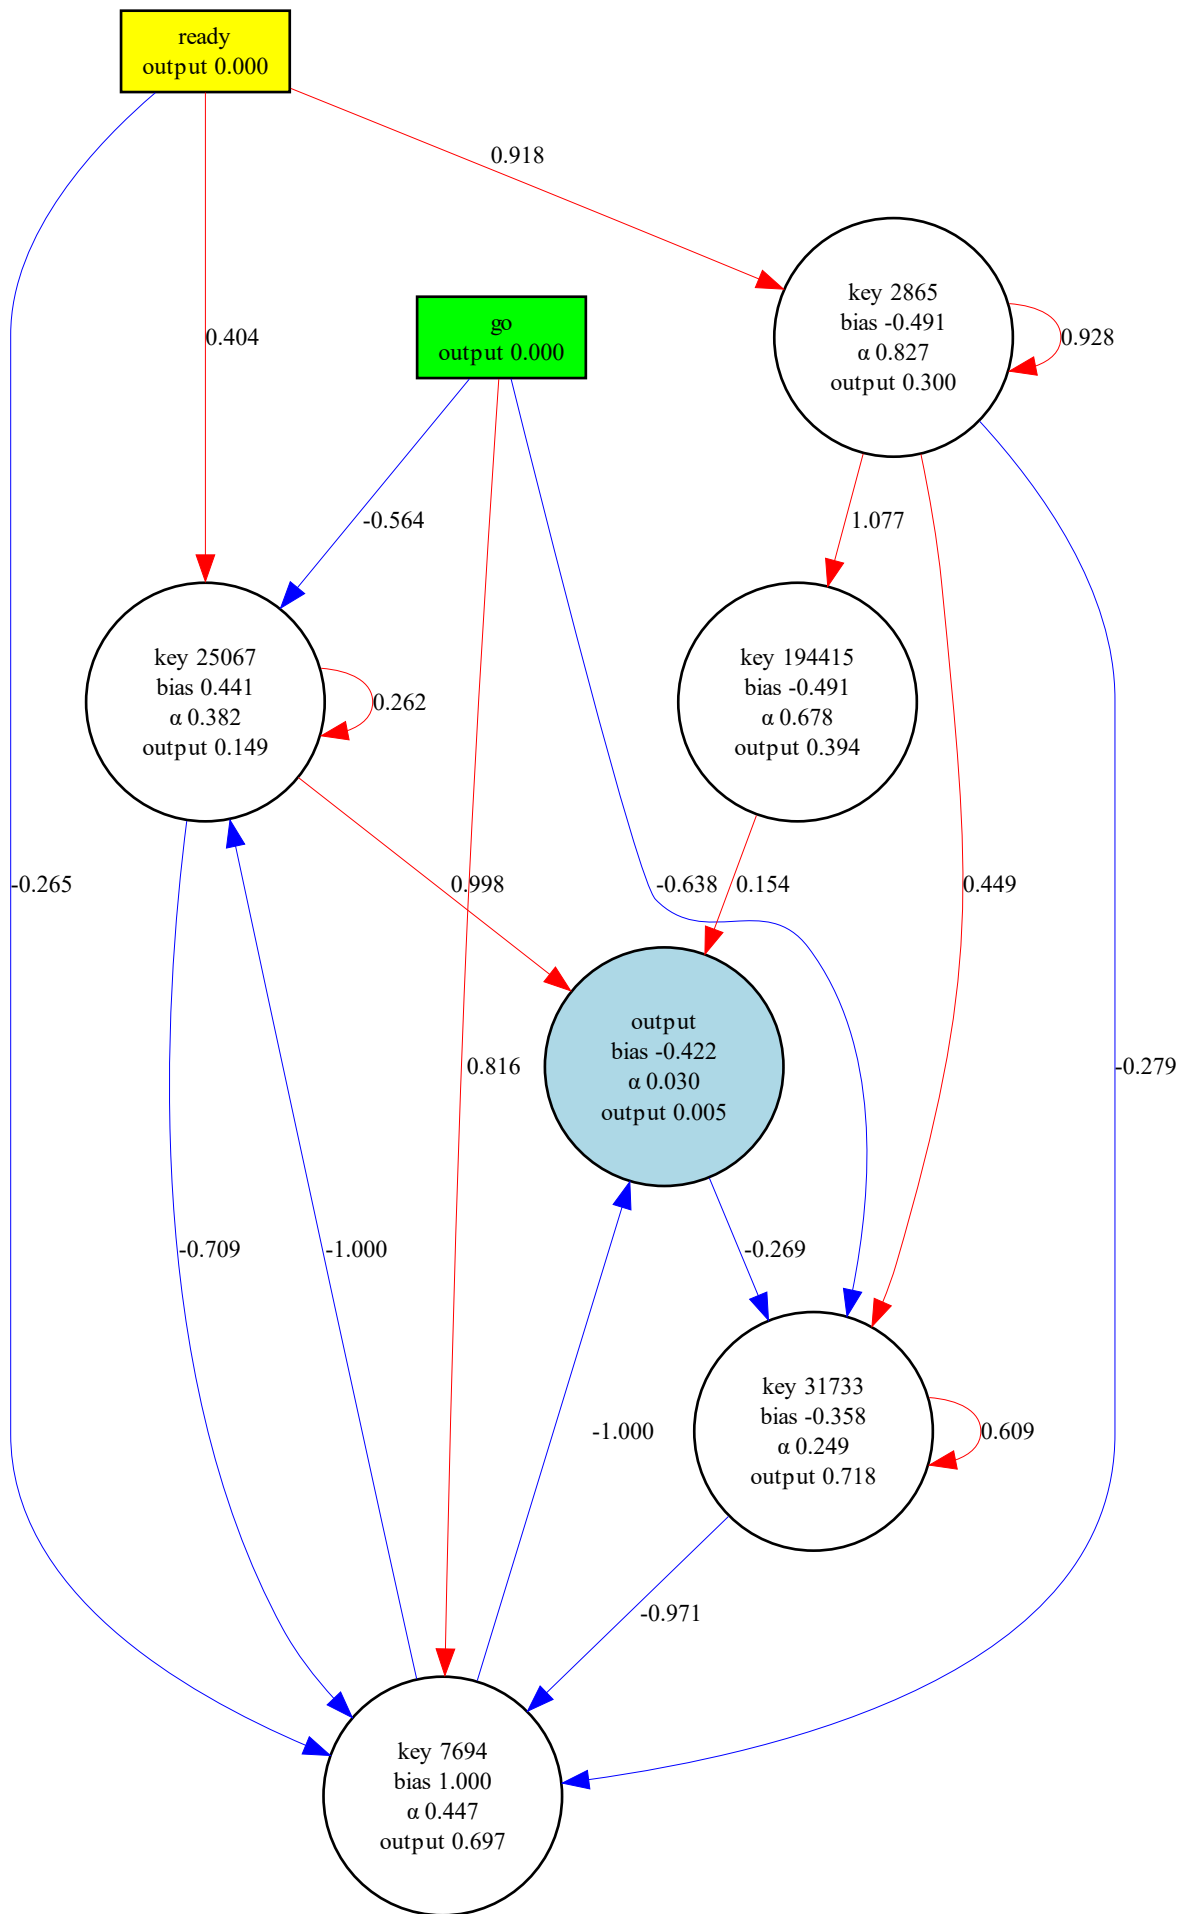 ready
output 0.000
0.918
key 2865
bias -0.491
α 0.827
output 0.300
0.928
go
output 0.000
0.404
-0.564
1.077
key 25067
bias 0.441
α 0.382
output 0.149
0.262
key 194415
bias -0.491
α 0.678
output 0.394
-0.265
0.998
-0.638
0.154
0.449
output
bias -0.422
α 0.030
output 0.005
0.816
-0.279
-0.709
-1.000
-0.269
key 31733
bias -0.358
α 0.249
output 0.718
-1.000
0.609
-0.971
key 7694
bias 1.000
α 0.447
output 0.697